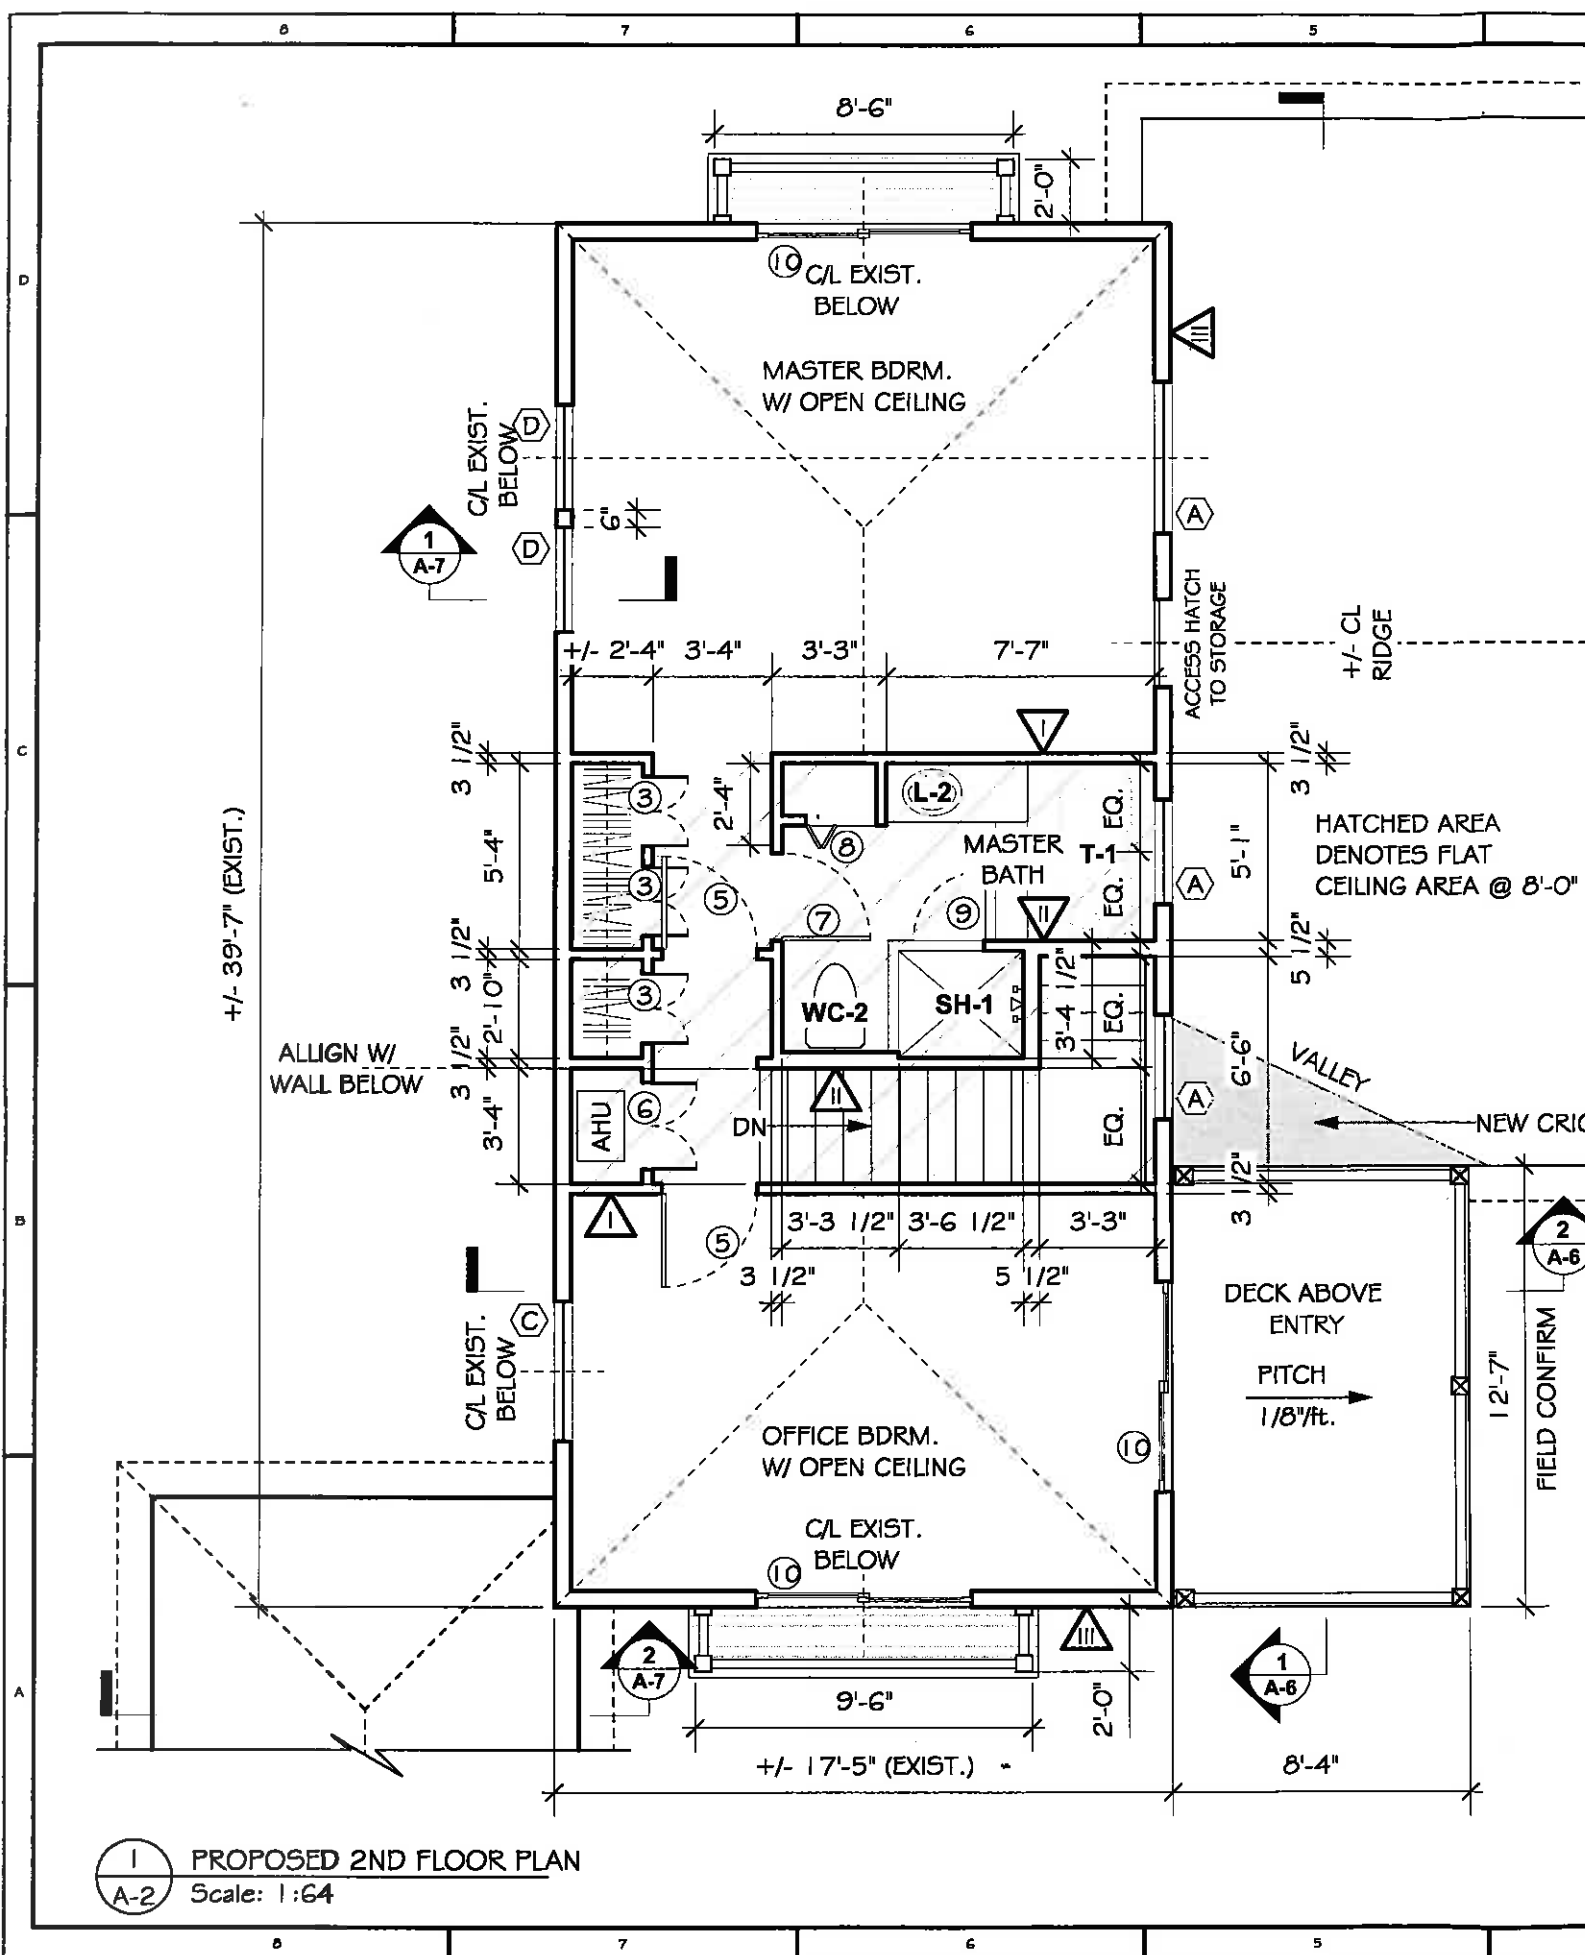 8
7
6
5
8'-6"
2'-0"
D
10
C/L EXIST.
BELOW
III
MASTER BDRM.
W/ OPEN CEILING
C/L EXIST.
BELOW
D
A
1
A-7
6"
D
ACCESS HATCH
TO STORAGE
+/- CL
RIDGE
+/- 2'-4"
3'-4"
3'-3"
7'-7"
I
C
3 1/2"
3 1/2"
2'-4"
3
L-2
EQ.
+/- 39'-7" (EXIST.)
5'-4"
8
MASTER
BATH
T-1
5'-1"
HATCHED AREA
DENOTES FLAT
CEILING AREA @ 8'-0"
3
5
EQ.
A
7
9
II
3 1/2"
5 1/2"
2'-10"
3
WC-2
SH-1
3'-4 1/2"
EQ.
ALLIGN W/
WALL BELOW
3 1/2"
6'-6"
VALLEY
3'-4"
AHU
6
II
DN
EQ.
A
NEW CRIC
3 1/2"
I
B
3'-3 1/2"
3'-6 1/2"
3'-3"
2
A-6
5
3 1/2"
5 1/2"
C
C/L EXIST.
BELOW
DECK ABOVE
ENTRY
PITCH
1/8"/ft.
12'-7"
FIELD CONFIRM
OFFICE BDRM.
W/ OPEN CEILING
10
C/L EXIST.
BELOW
10
III
2
A-7
1
A-6
A
9'-6"
2'-0"
+/- 17'-5" (EXIST.)
8'-4"
1
A-2
PROPOSED 2ND FLOOR PLAN
Scale: 1:64
8
7
6
5